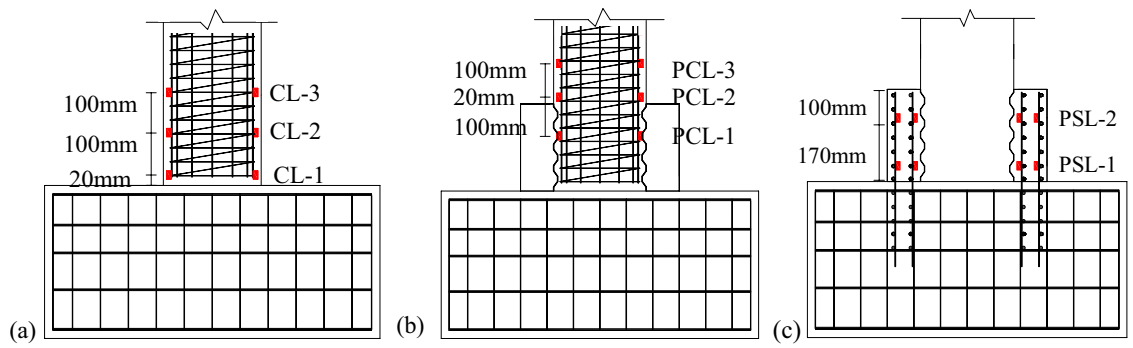 CL-3
100mm
CL-2
100mm
CL-1
20mm
(a)
PCL-3
100mm
PCL-2
20mm
PCL-1
100mm
(b)
100mm
PSL-2
170mm
PSL-1
(c)